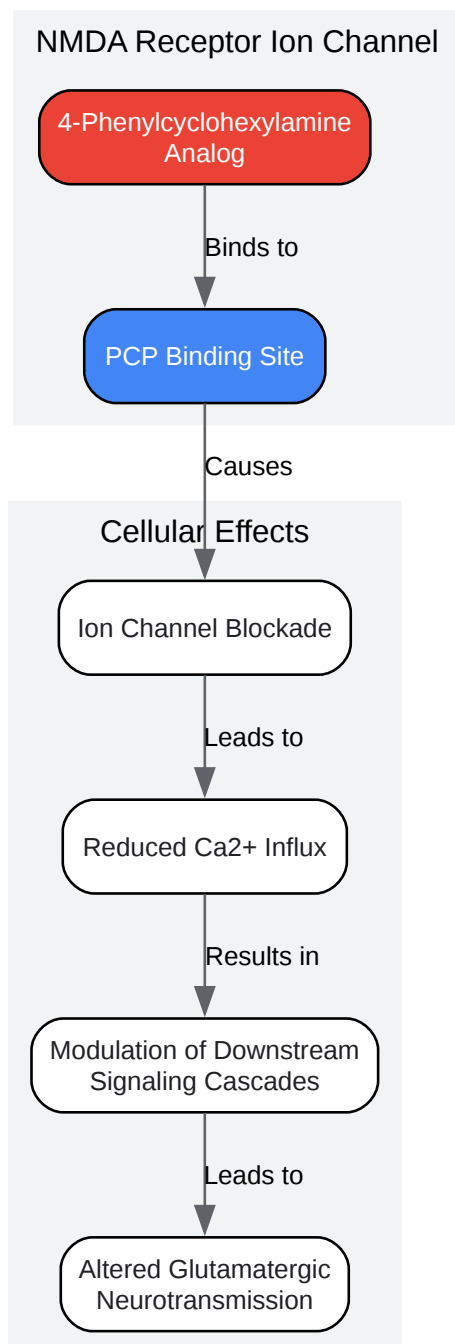 NMDA Receptor Ion Channel
4-Phenylcyclohexylamine
Analog
Binds to
PCP Binding Site
Causes
Cellular Effects
Ion Channel Blockade
Leads to
Reduced Ca2+ Influx
Results in
Modulation of Downstream
Signaling Cascades
Leads to
Altered Glutamatergic
Neurotransmission